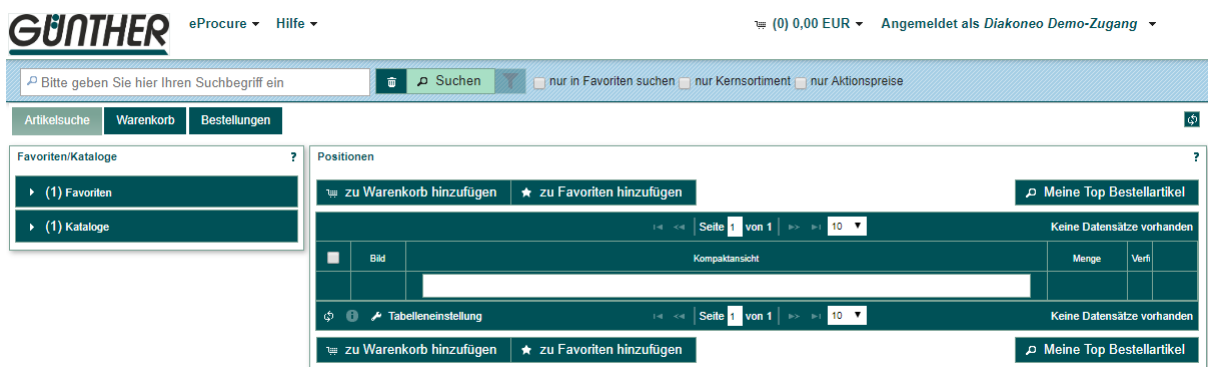 GÜNTHER
eProcure Hilfe (0) 0,00 EUR Angemeldet als Diakoneo Demo-Zugang
Bitte geben Sie hier Ihren Suchbegriff ein Suchen nur in Favoriten suchen nur Kernsortiment nur Aktionspreise
Artikelsuche Warenkorb Bestellungen
Favoriten/Kataloge ?
(1) Favoriten
(1) Kataloge
Positionen ?
zu Warenkorb hinzufügen zu Favoriten hinzufügen Meine Top Bestellartikel
Seite 1 von 1 10 Keine Datensätze vorhanden
Bild Kompaktansicht Menge Verfi
Tabelleneinstellung Seite 1 von 1 10 Keine Datensätze vorhanden
zu Warenkorb hinzufügen zu Favoriten hinzufügen Meine Top Bestellartikel